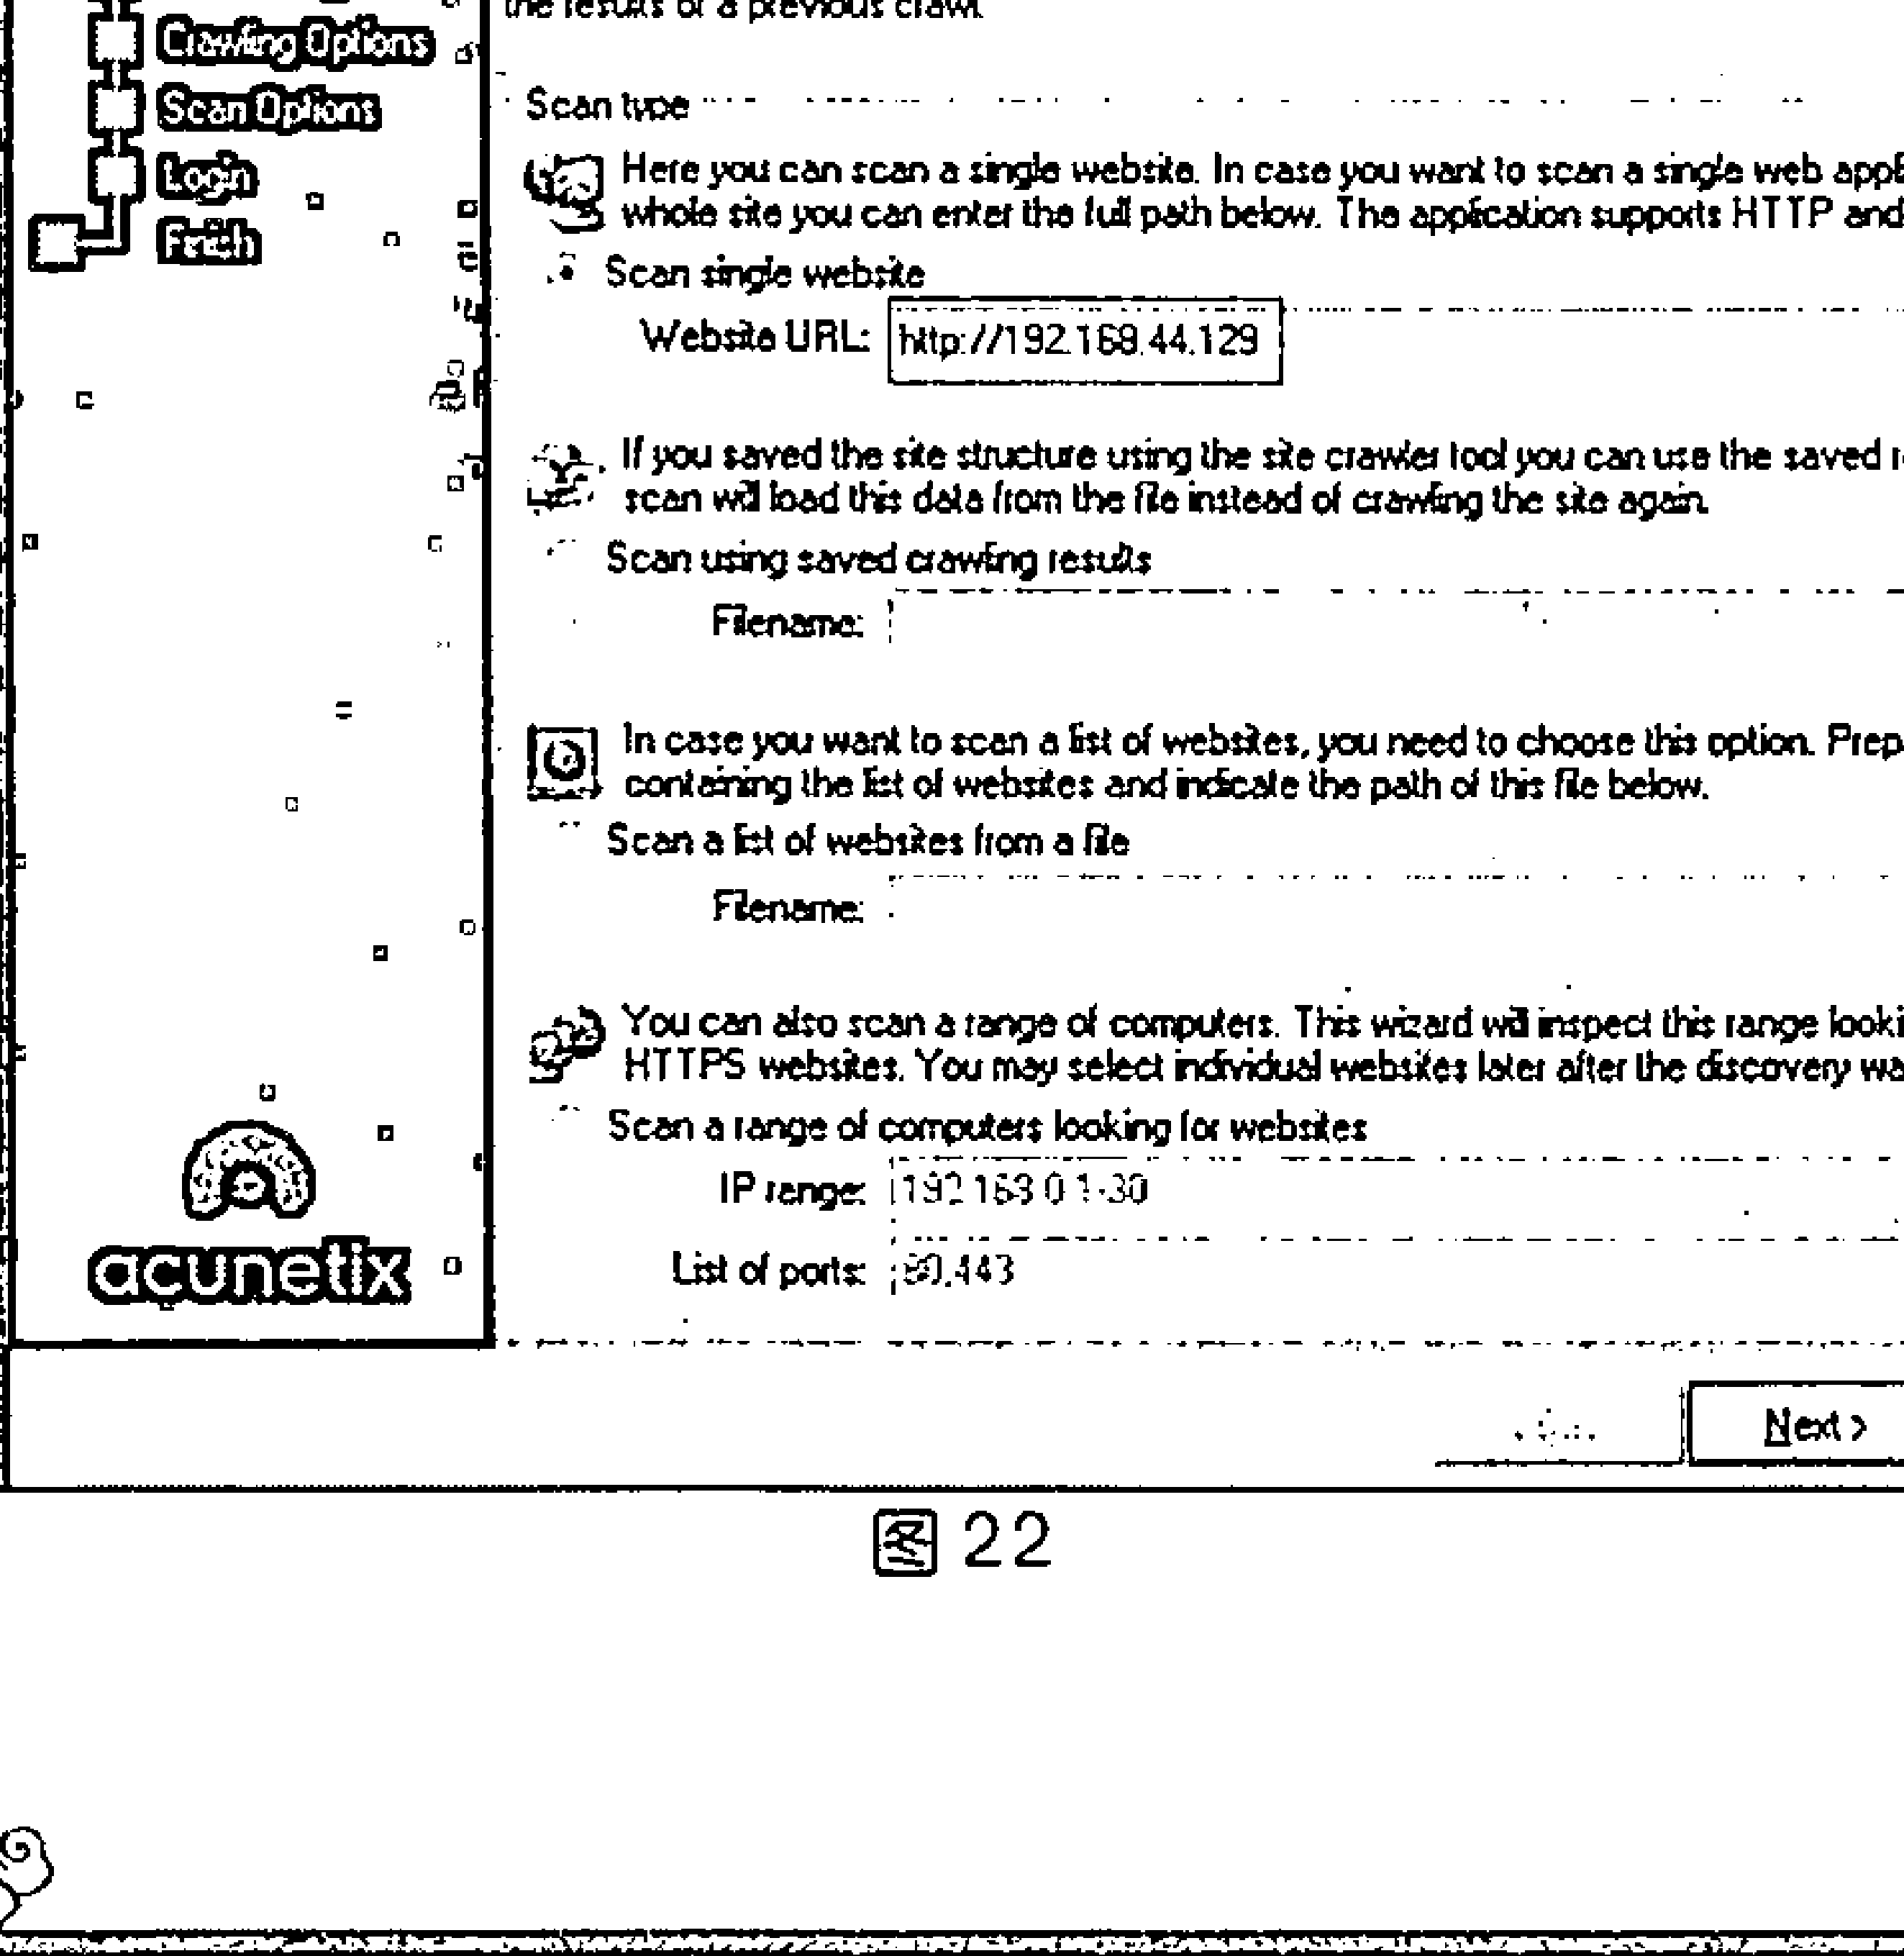 the results of a previous crawl.
Crawling Options
Scan Options
Login
Finish
acunetix
Scan type
Here you can scan a single website. In case you want to scan a single web
whole site you can enter the full path below. The application supports HTTP and
Scan single website
Website URL: http://192.168.44.129
If you saved the site structure using the site crawler tool you can use the saved
scan will load this data from the file instead of crawling the site again.
Scan using saved crawling results
Filename:
In case you want to scan a list of websites, you need to choose this option.
containing the list of websites and indicate the path of this file below.
Scan a list of websites from a file
Filename:
You can also scan a range of computers. This wizard will inspect this range
HTTPS websites. You may select individual websites later after the discovery
Scan a range of computers looking for websites
IP range: 192.168.0.1-30
List of ports: 80,443
Next >
图 22